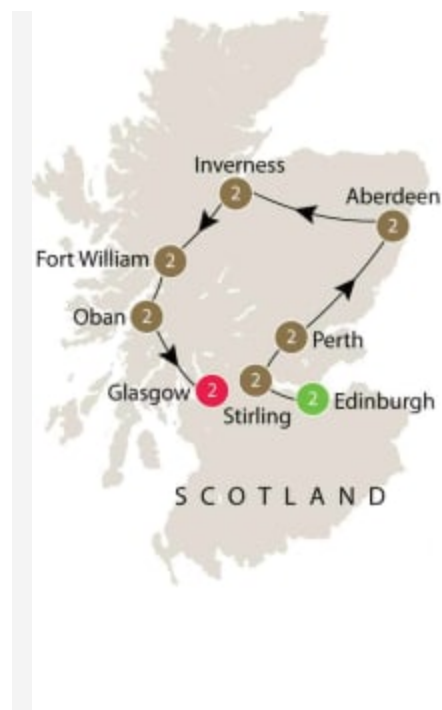 Inverness
2
Aberdeen
2
Fort William 2
Oban 2
2 Perth
Glasgow 2
2
Stirling
2 Edinburgh
SCOTLAND